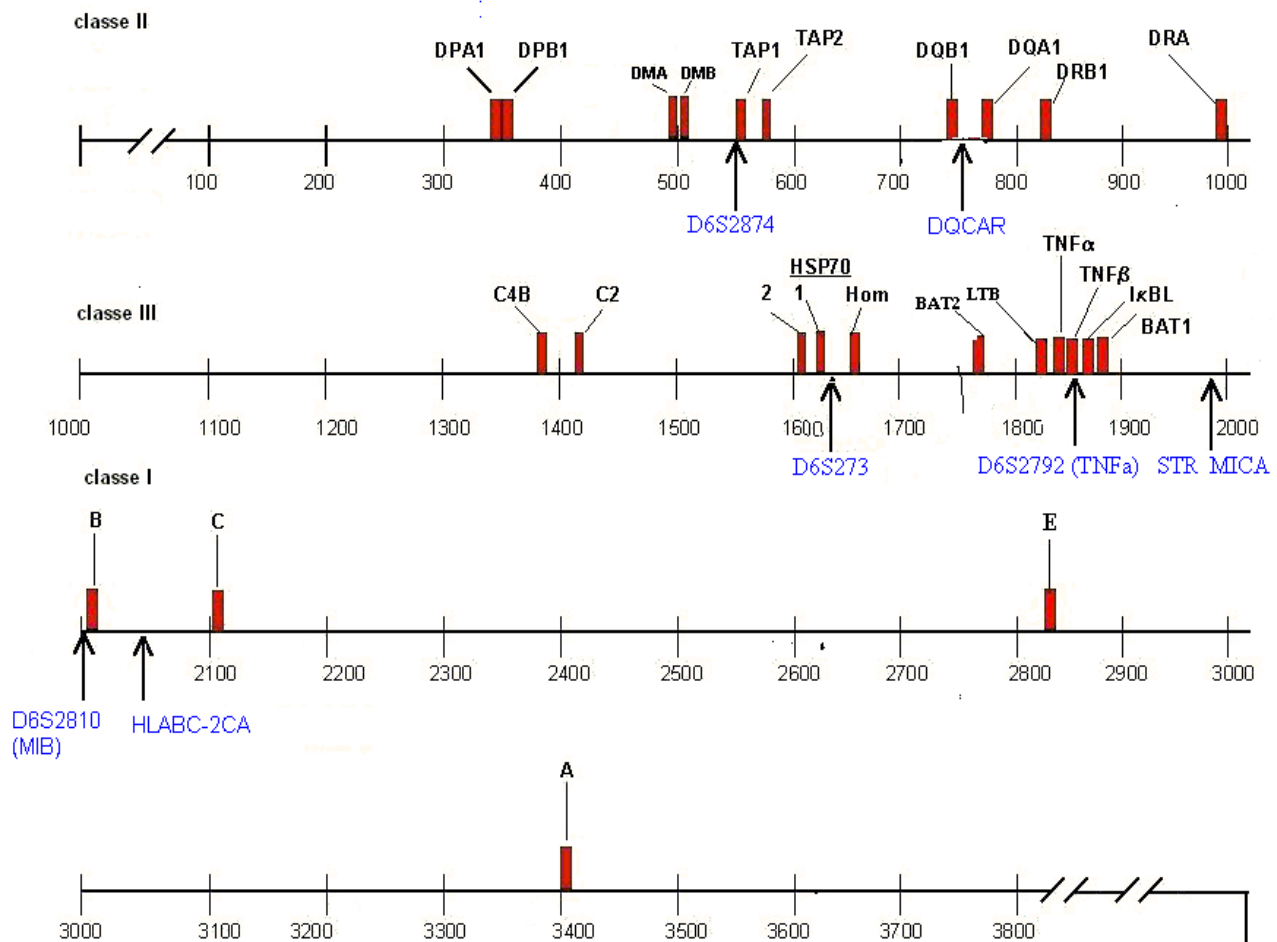 classe II
DPA1 DPB1 DMA DMB TAP1 TAP2 DQB1 DQA1 DRB1 DRA
100 200 300 400 500 600 700 800 900 1000
D6S2874 DQCAR
classe III
C4B C2 HSP70 2 1 Hom BAT2 LTB TNFα TNFβ IκBL BAT1
1000 1100 1200 1300 1400 1500 1600 1700 1800 1900 2000
D6S273 D6S2792 (TNFa) STR MICA
classe I
B C E
2100 2200 2300 2400 2500 2600 2700 2800 2900 3000
D6S2810 HLABC-2CA
(MIB)
A
3000 3100 3200 3300 3400 3500 3600 3700 3800